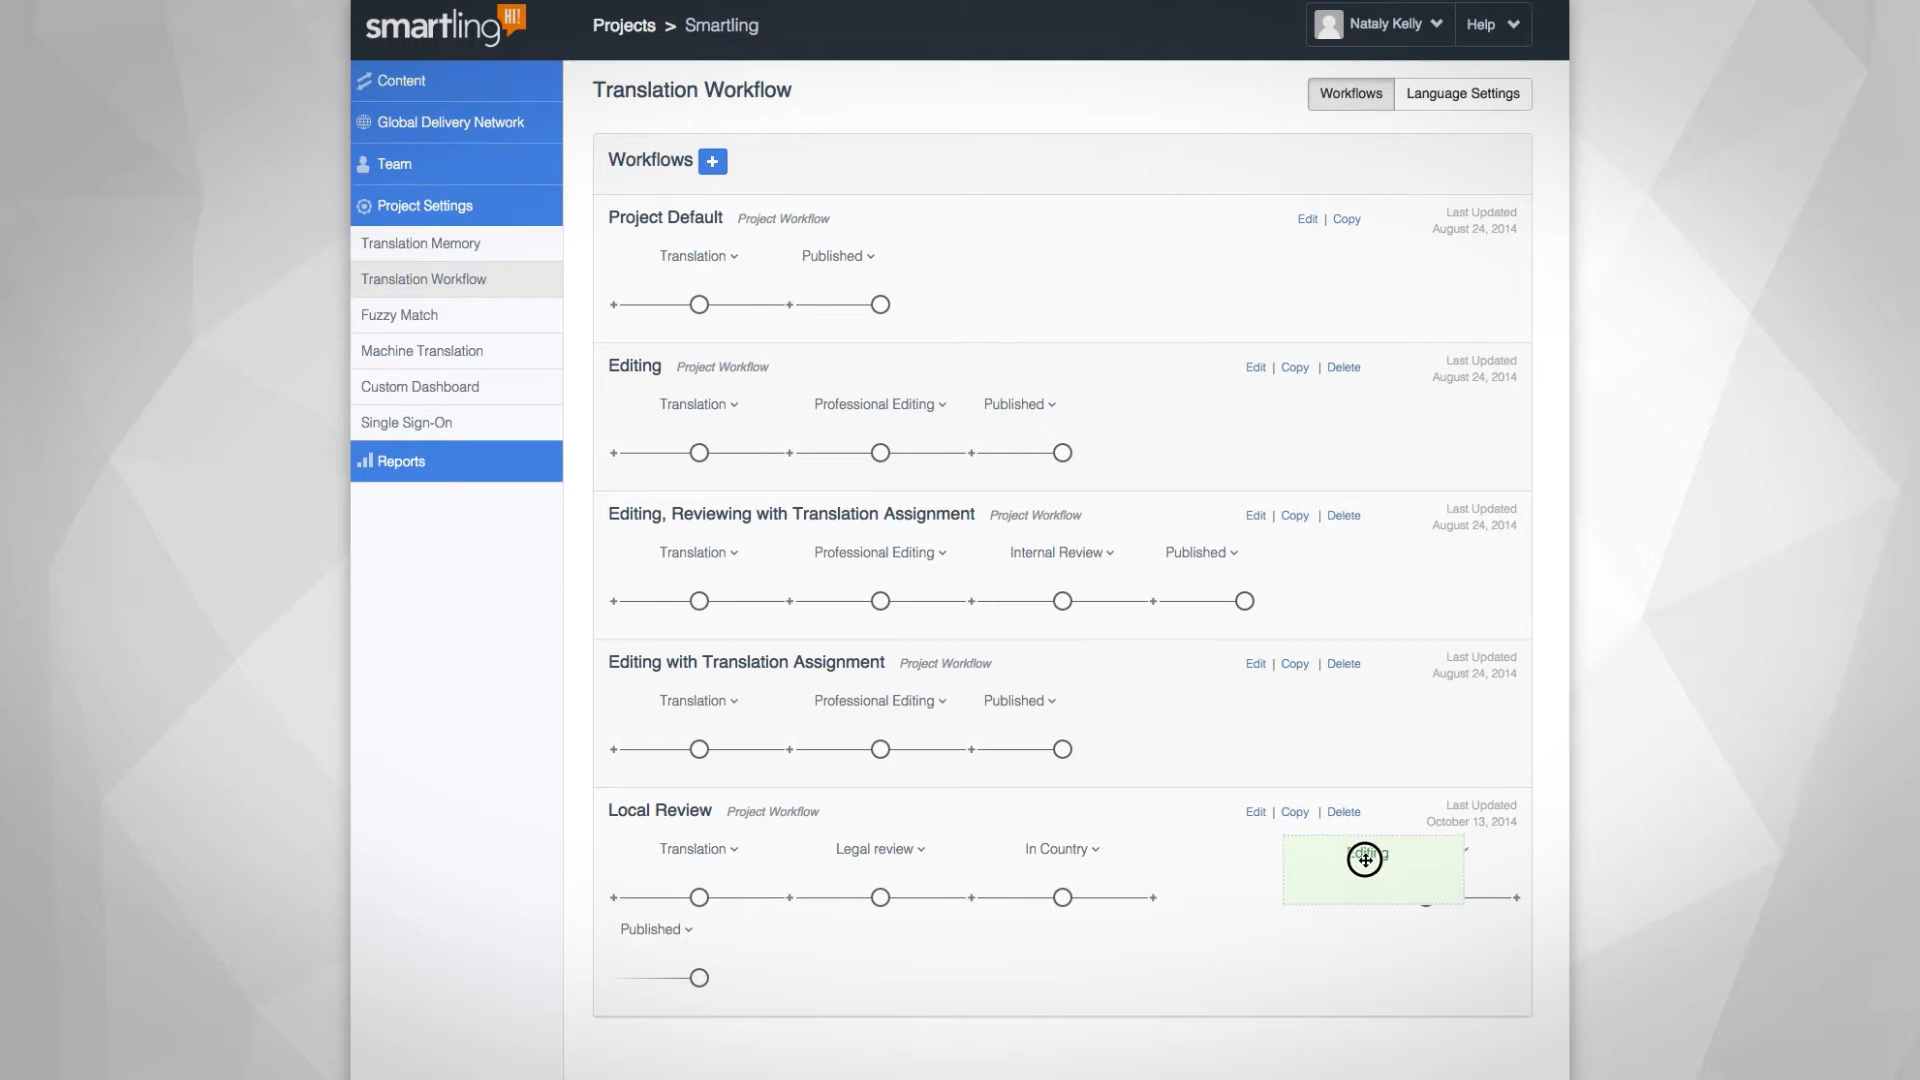 smartling HI!
Projects > Smartling
Nataly Kelly
Help
Content
Global Delivery Network
Team
Project Settings
Translation Memory
Translation Workflow
Fuzzy Match
Machine Translation
Custom Dashboard
Single Sign-On
Reports
Translation Workflow
Workflows
Language Settings
Workflows +
Project Default Project Workflow
Edit | Copy
Last Updated
August 24, 2014
Translation Published
Editing Project Workflow
Edit | Copy | Delete
Last Updated
August 24, 2014
Translation Professional Editing Published
Editing, Reviewing with Translation Assignment Project Workflow
Edit | Copy | Delete
Last Updated
August 24, 2014
Translation Professional Editing Internal Review Published
Editing with Translation Assignment Project Workflow
Edit | Copy | Delete
Last Updated
August 24, 2014
Translation Professional Editing Published
Local Review Project Workflow
Edit | Copy | Delete
Last Updated
October 13, 2014
Translation Legal review In Country Editing
Published